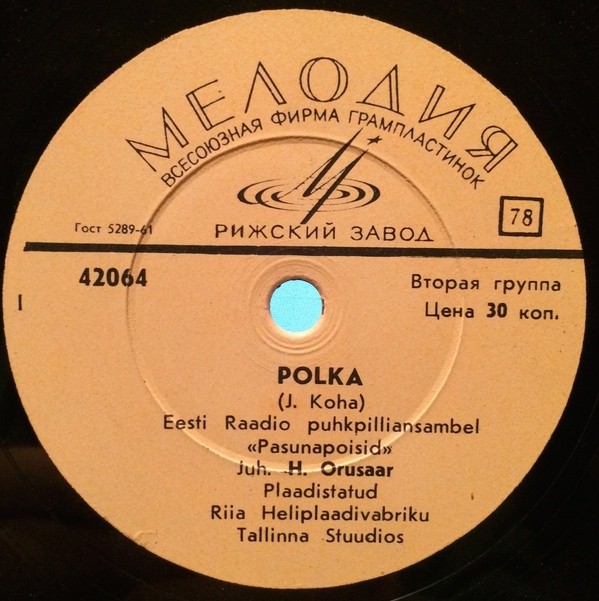 МЕЛОДИЯ
ВСЕСОЮЗНАЯ ФИРМА ГРАМПЛАСТИНОК
78
Гост 5289-61
РИЖСКИЙ ЗАВОД
42064
Вторая группа
I
Цена 30 коп.
POLKA
(J. Koha)
Eesti Raadio puhkpilliansambel
«Pasunapoisid»
Juh. H. Orusaar
Plaadistatud
Riia Heliplaadivabriku
Tallinna Stuudios